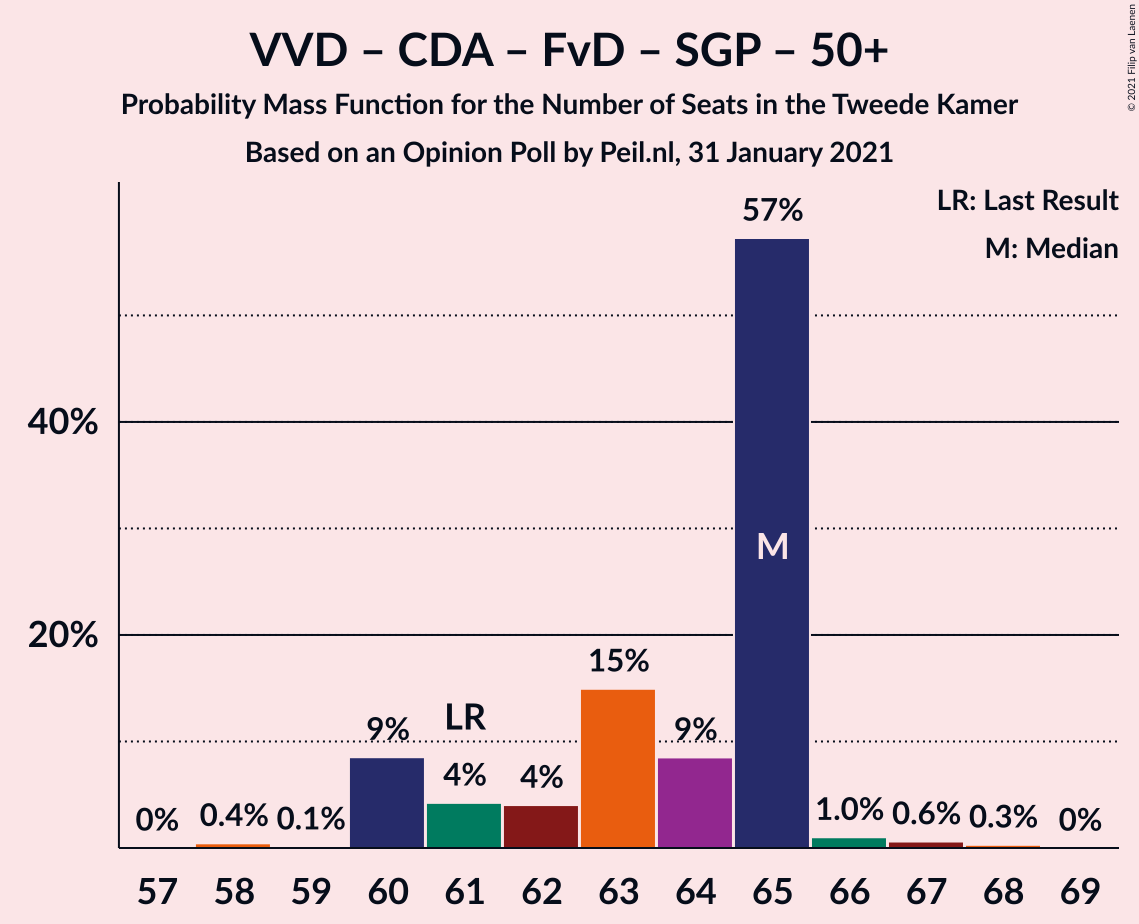 VVD – CDA – FvD – SGP – 50+
Probability Mass Function for the Number of Seats in the Tweede Kamer
Based on an Opinion Poll by Peil.nl, 31 January 2021
© 2021 Filip van Laenen
LR: Last Result
M: Median
40%
20%
0%
0.4%
0.1%
9%
LR
4%
4%
15%
9%
57%
M
1.0%
0.6%
0.3%
0%
57 58 59 60 61 62 63 64 65 66 67 68 69